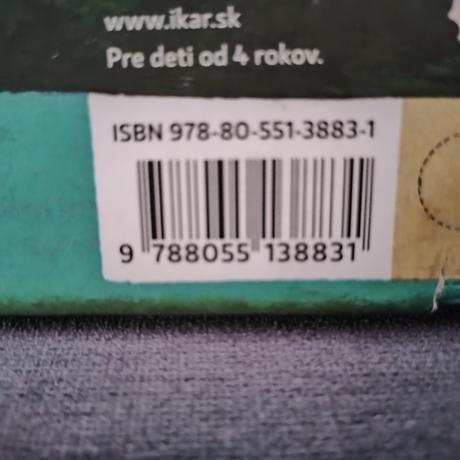 www.ikar.sk
Pre deti od 4 rokov.
ISBN 978-80-551-3883-1
9 788055 138831